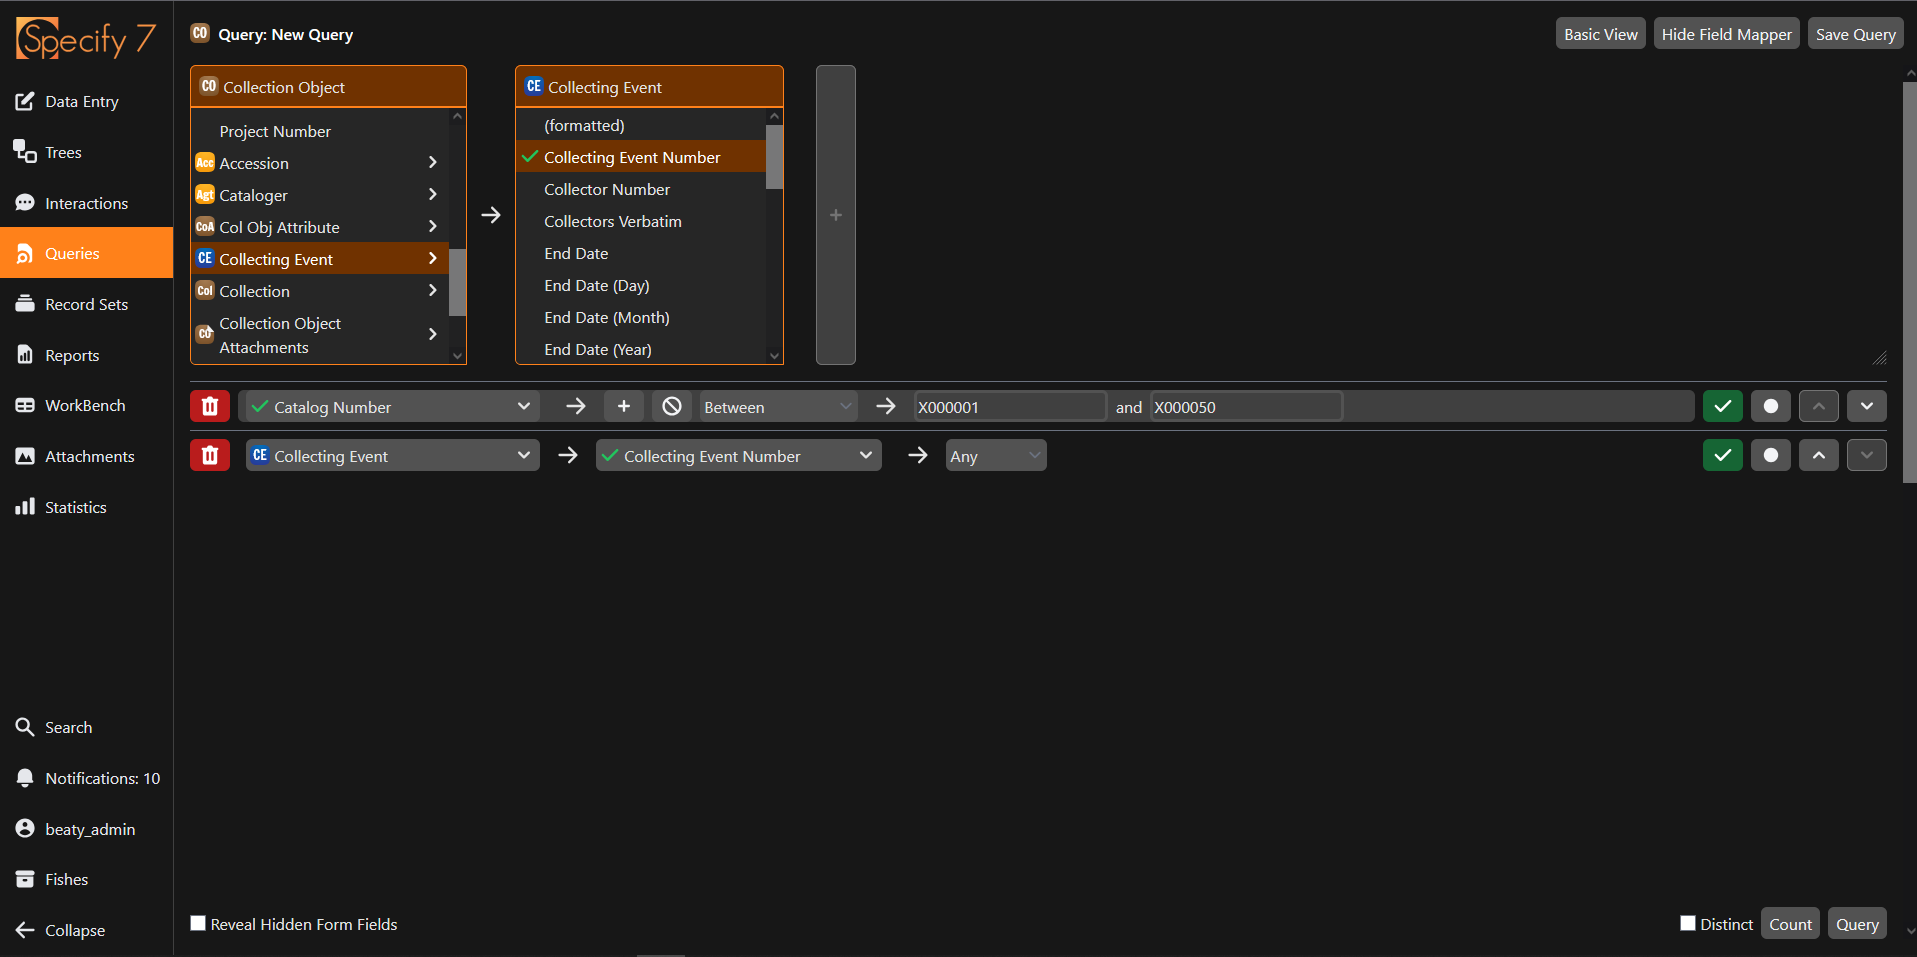 Specify 7
Data Entry
Trees
Interactions
Queries
Record Sets
Reports
WorkBench
Attachments
Statistics
Search
Notifications: 10
beaty_admin
Fishes
Collapse
CO Query: New Query
Basic View
Hide Field Mapper
Save Query
CO Collection Object
Project Number
Acc Accession
Agt Cataloger
CoA Col Obj Attribute
CE Collecting Event
Col Collection
CO Collection Object
Attachments
CE Collecting Event
(formatted)
Collecting Event Number
Collector Number
Collectors Verbatim
End Date
End Date (Day)
End Date (Month)
End Date (Year)
Catalog Number Between X000001 and X000050
CE Collecting Event Collecting Event Number Any
Reveal Hidden Form Fields
Distinct Count Query